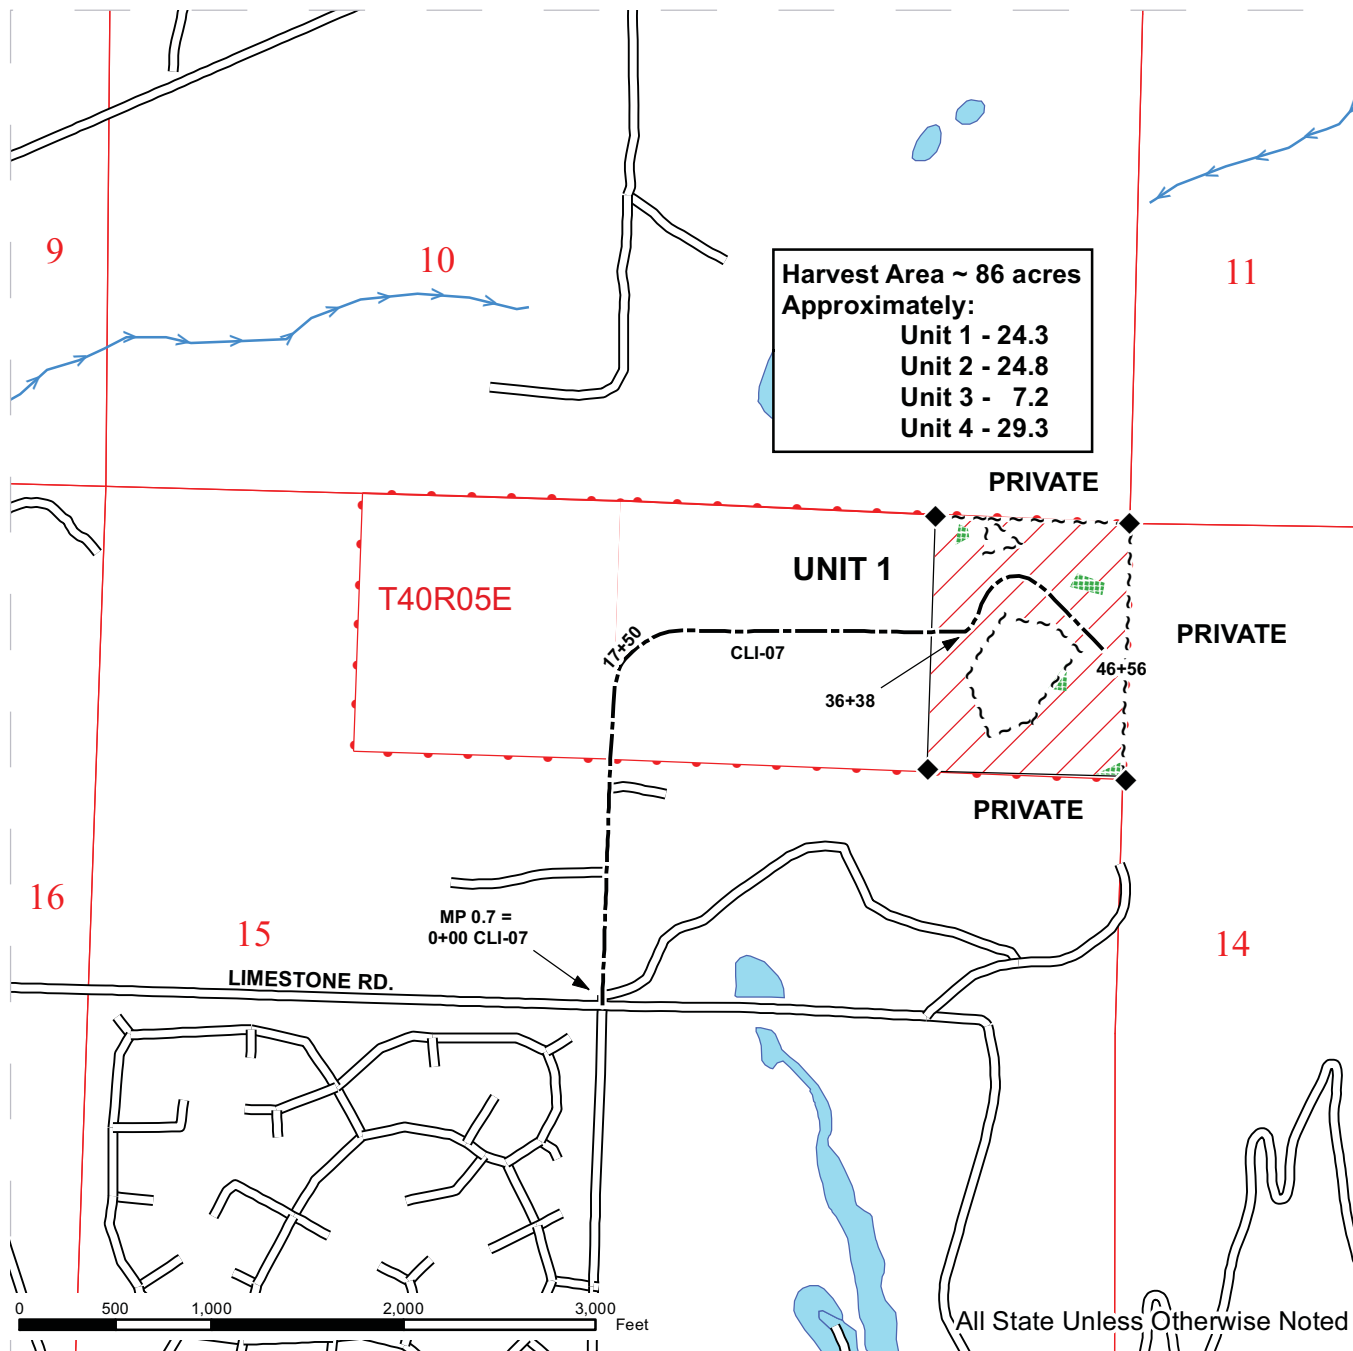 9
10
11
Harvest Area ~ 86 acres
Approximately:
Unit 1 - 24.3
Unit 2 - 24.8
Unit 3 - 7.2
Unit 4 - 29.3
PRIVATE
UNIT 1
T40R05E
17+50
CLI-07
PRIVATE
46+56
36+38
PRIVATE
16
15
MP 0.7 =
0+00 CLI-07
14
LIMESTONE RD.
0 500 1,000 2,000 3,000
Feet
All State Unless Otherwise Noted